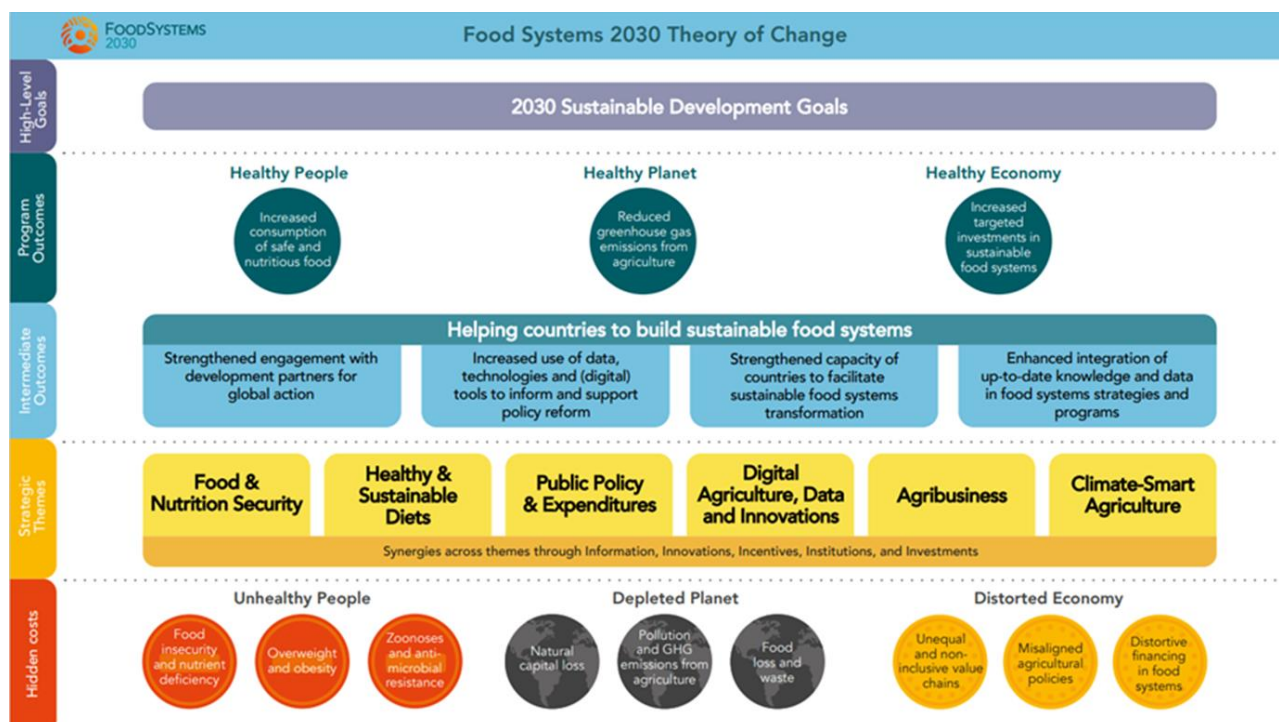 FOODSYSTEMS
2030
Food Systems 2030 Theory of Change
High-Level
Goals
2030 Sustainable Development Goals
Program
Outcomes
Healthy People
Increased
consumption
of safe and
nutritious food
Healthy Planet
Reduced
greenhouse gas
emissions from
agriculture
Healthy Economy
Increased
targeted
investments in
sustainable
food systems
Intermediate
Outcomes
Helping countries to build sustainable food systems
Strengthened engagement with
development partners for
global action
Increased use of data,
technologies and (digital)
tools to inform and support
policy reform
Strengthened capacity of
countries to facilitate
sustainable food systems
transformation
Enhanced integration of
up-to-date knowledge and data
in food systems strategies and
programs
Strategic
Themes
Food &
Nutrition Security
Healthy &
Sustainable
Diets
Public Policy
& Expenditures
Digital
Agriculture, Data
and Innovations
Agribusiness
Climate-Smart
Agriculture
Synergies across themes through Information, Innovations, Incentives, Institutions, and Investments
Hidden costs
Unhealthy People
Food
insecurity
and nutrient
deficiency
Overweight
and obesity
Zoonoses
and anti-
microbial
resistance
Depleted Planet
Natural
capital loss
Pollution
and GHG
emissions from
agriculture
Food
loss and
waste
Distorted Economy
Unequal
and non-
inclusive value
chains
Misaligned
agricultural
policies
Distortive
financing
in food
systems